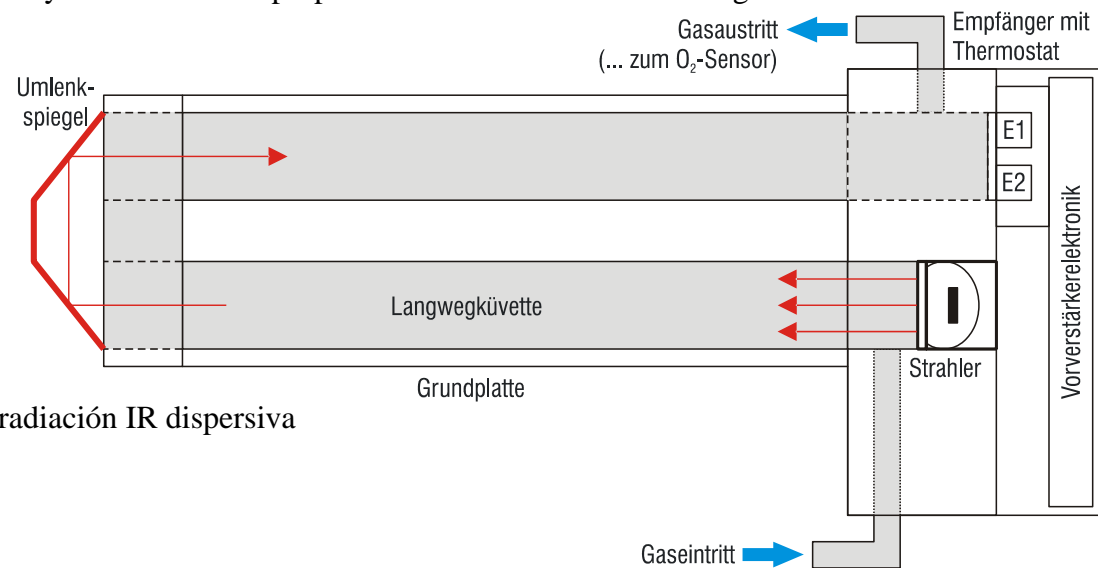 Gasaustritt
(... zum O₂-Sensor)
Empfänger mit
Thermostat
Umlenk-
spiegel
E1
E2
Vorverstärkerelektronik
Langwegküvette
Strahler
Grundplatte
radiación IR dispersiva
Gaseintritt